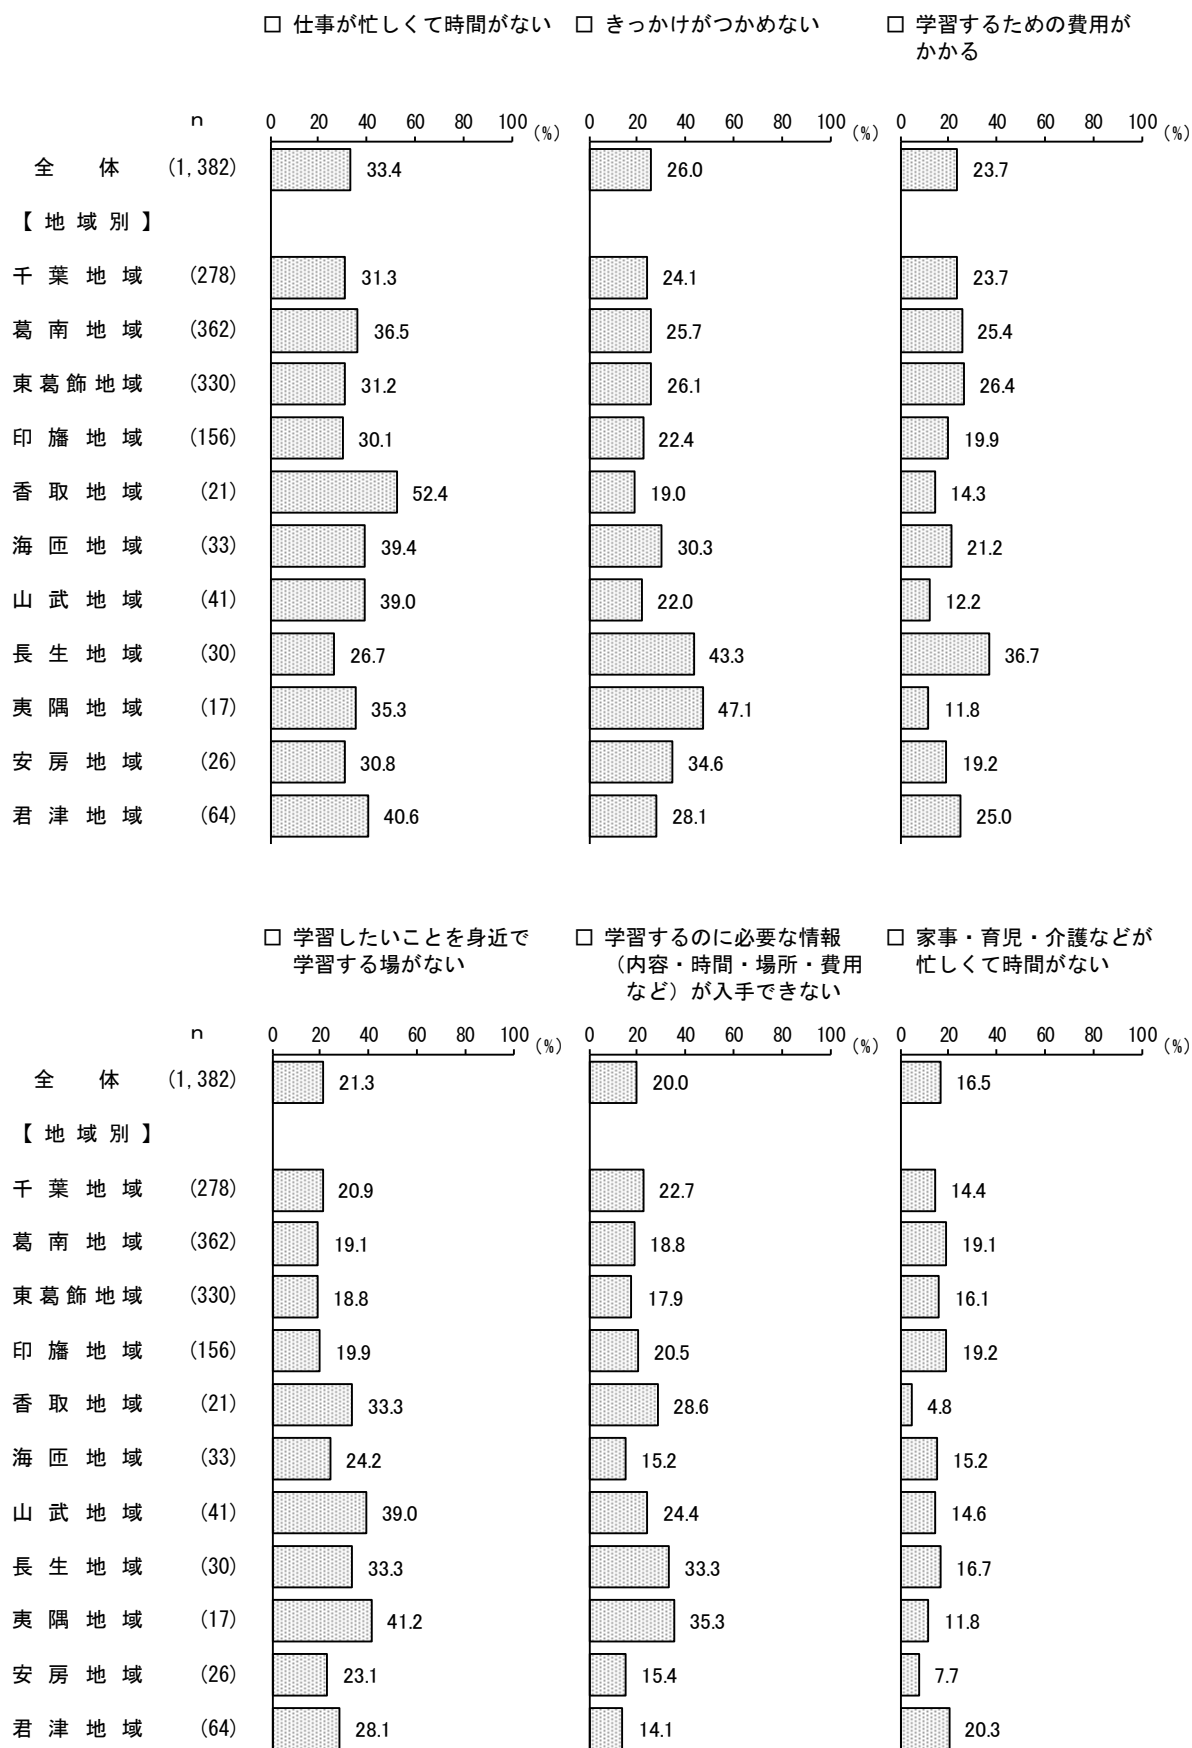 □ 仕事が忙しくて時間がない □ きっかけがつかめない □ 学習するための費用が
かかる
n 0 20 40 60 80 100 (%) 0 20 40 60 80 100 (%) 0 20 40 60 80 100 (%)
全体 (1,382) 33.4 26.0 23.7
【地域別】
千葉地域 (278) 31.3 24.1 23.7
葛南地域 (362) 36.5 25.7 25.4
東葛飾地域 (330) 31.2 26.1 26.4
印旛地域 (156) 30.1 22.4 19.9
香取地域 (21) 52.4 19.0 14.3
海匝地域 (33) 39.4 30.3 21.2
山武地域 (41) 39.0 22.0 12.2
長生地域 (30) 26.7 43.3 36.7
夷隅地域 (17) 35.3 47.1 11.8
安房地域 (26) 30.8 34.6 19.2
君津地域 (64) 40.6 28.1 25.0
□ 学習したいことを身近で □ 学習するのに必要な情報 □ 家事・育児・介護などが
学習する場がない (内容・時間・場所・費用 忙しくて時間がない
など)が入手できない
n 0 20 40 60 80 100 (%) 0 20 40 60 80 100 (%) 0 20 40 60 80 100 (%)
全体 (1,382) 21.3 20.0 16.5
【地域別】
千葉地域 (278) 20.9 22.7 14.4
葛南地域 (362) 19.1 18.8 19.1
東葛飾地域 (330) 18.8 17.9 16.1
印旛地域 (156) 19.9 20.5 19.2
香取地域 (21) 33.3 28.6 4.8
海匝地域 (33) 24.2 15.2 15.2
山武地域 (41) 39.0 24.4 14.6
長生地域 (30) 33.3 33.3 16.7
夷隅地域 (17) 41.2 35.3 11.8
安房地域 (26) 23.1 15.4 7.7
君津地域 (64) 28.1 14.1 20.3